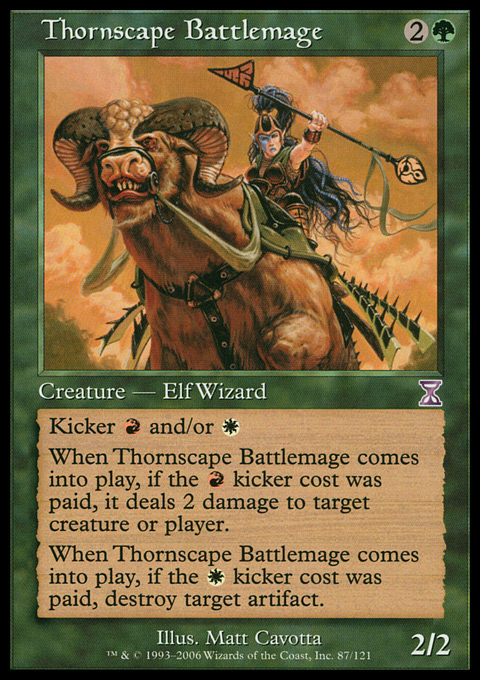 Thornscape Battlemage 2
Creature — Elf Wizard
Kicker and/or
When Thornscape Battlemage comes
into play, if the kicker cost was
paid, it deals 2 damage to target
creature or player.
When Thornscape Battlemage comes
into play, if the kicker cost was
paid, destroy target artifact.
Illus. Matt Cavotta
2/2
™ & © 1993–2006 Wizards of the Coast, Inc. 87/121